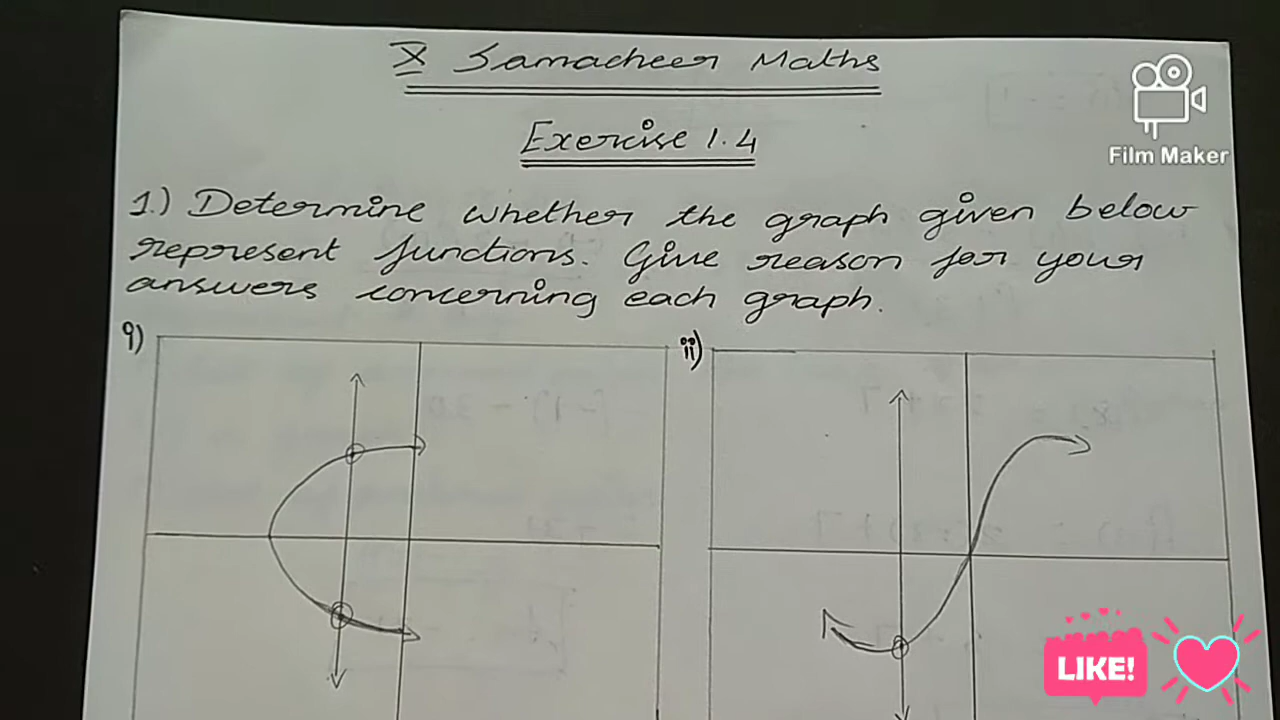 X Samacheer Maths
Film Maker
Exercise 1.4
1.) Determine whether the graph given below
represent functions. Give reason for your
answers concerning each graph.
i)
ii)
LIKE!